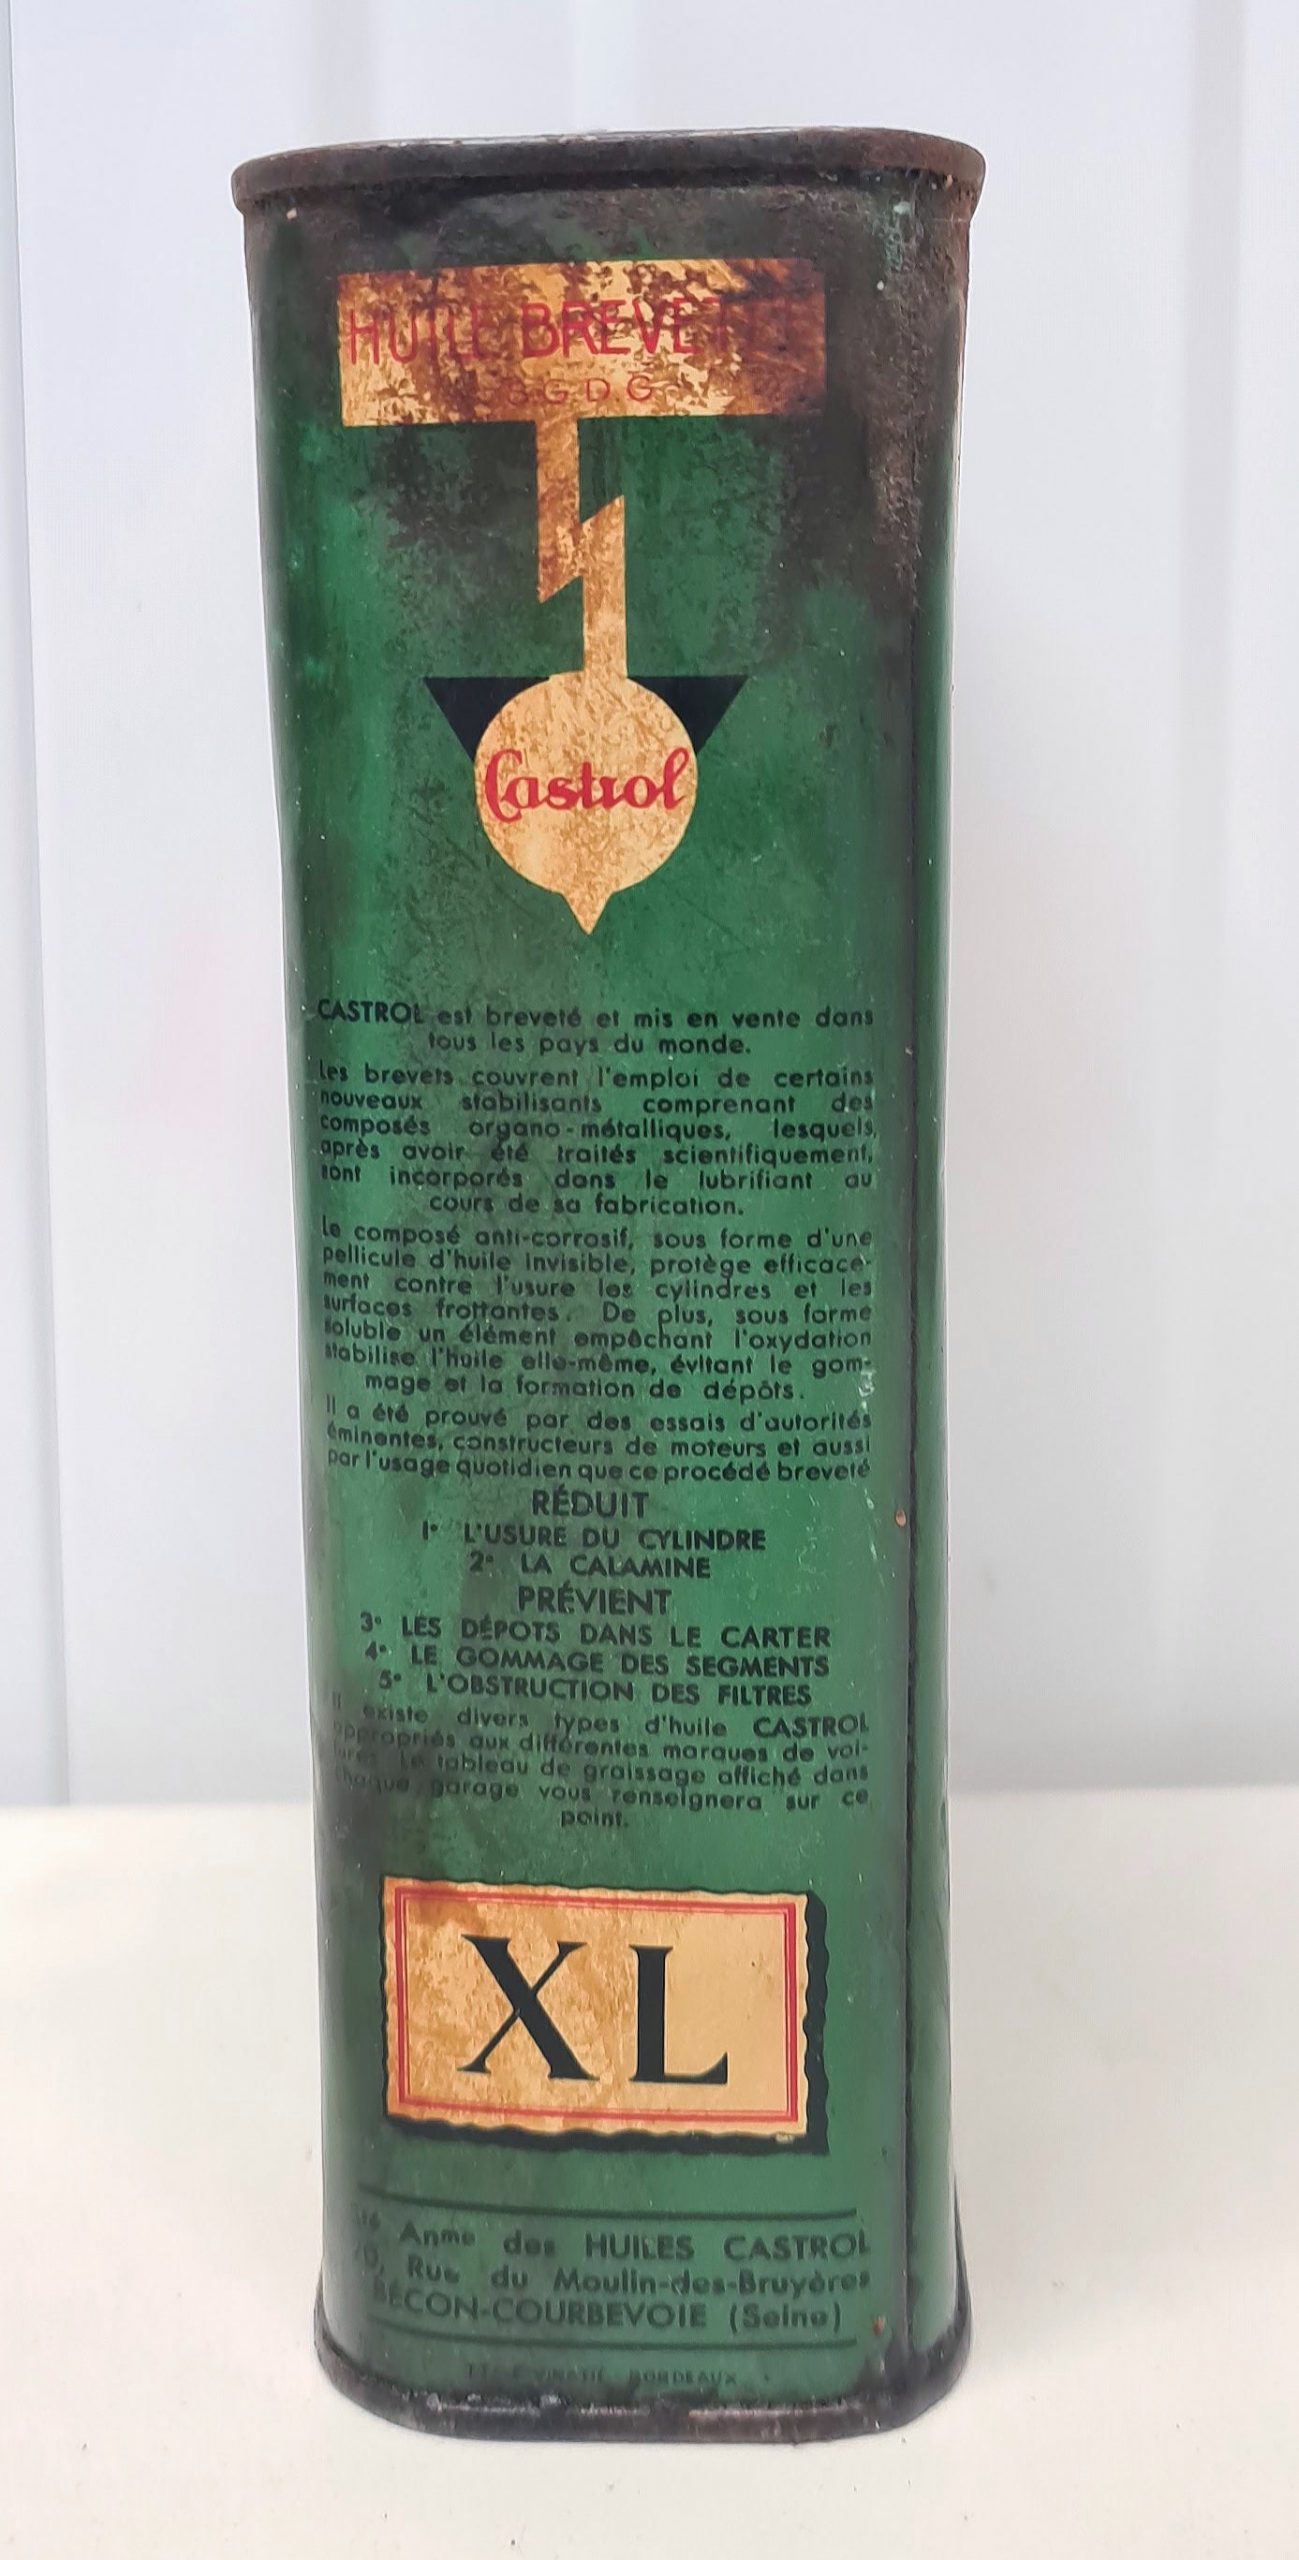 HUILE BREVETÉE
S G D G
Castrol
CASTROL est breveté et mis en vente dans
tous les pays du monde.
Les brevets couvrent l'emploi de certains
nouveaux stabilisants comprenant des
composés organo-métalliques, lesquels,
après avoir été traités scientifiquement,
sont incorporés dans le lubrifiant au
cours de sa fabrication.
Le composé anti-corrosif, sous forme d'une
pellicule d'huile invisible, protège efficace-
ment contre l'usure les cylindres et les
surfaces frottantes. De plus, sous forme
soluble un élément empêchant l'oxydation
stabilise l'huile elle-même, évitant le gom-
mage et la formation de dépôts.
Il a été prouvé par des essais d'autorités
éminentes, constructeurs de moteurs et aussi
par l'usage quotidien que ce procédé breveté
RÉDUIT
1° L'USURE DU CYLINDRE
2° LA CALAMINE
PRÉVIENT
3° LES DÉPOTS DANS LE CARTER
4° LE GOMMAGE DES SEGMENTS
5° L'OBSTRUCTION DES FILTRES
Il existe divers types d'huile CASTROL
appropriés aux différentes marques de voi-
tures. Le tableau de graissage affiché dans
chaque garage vous renseignera sur ce
point.
XL
Anme des HUILES CASTROL
Rue du Moulin-des-Bruyères
BECON-COURBEVOIE (Seine)
BORDEAUX